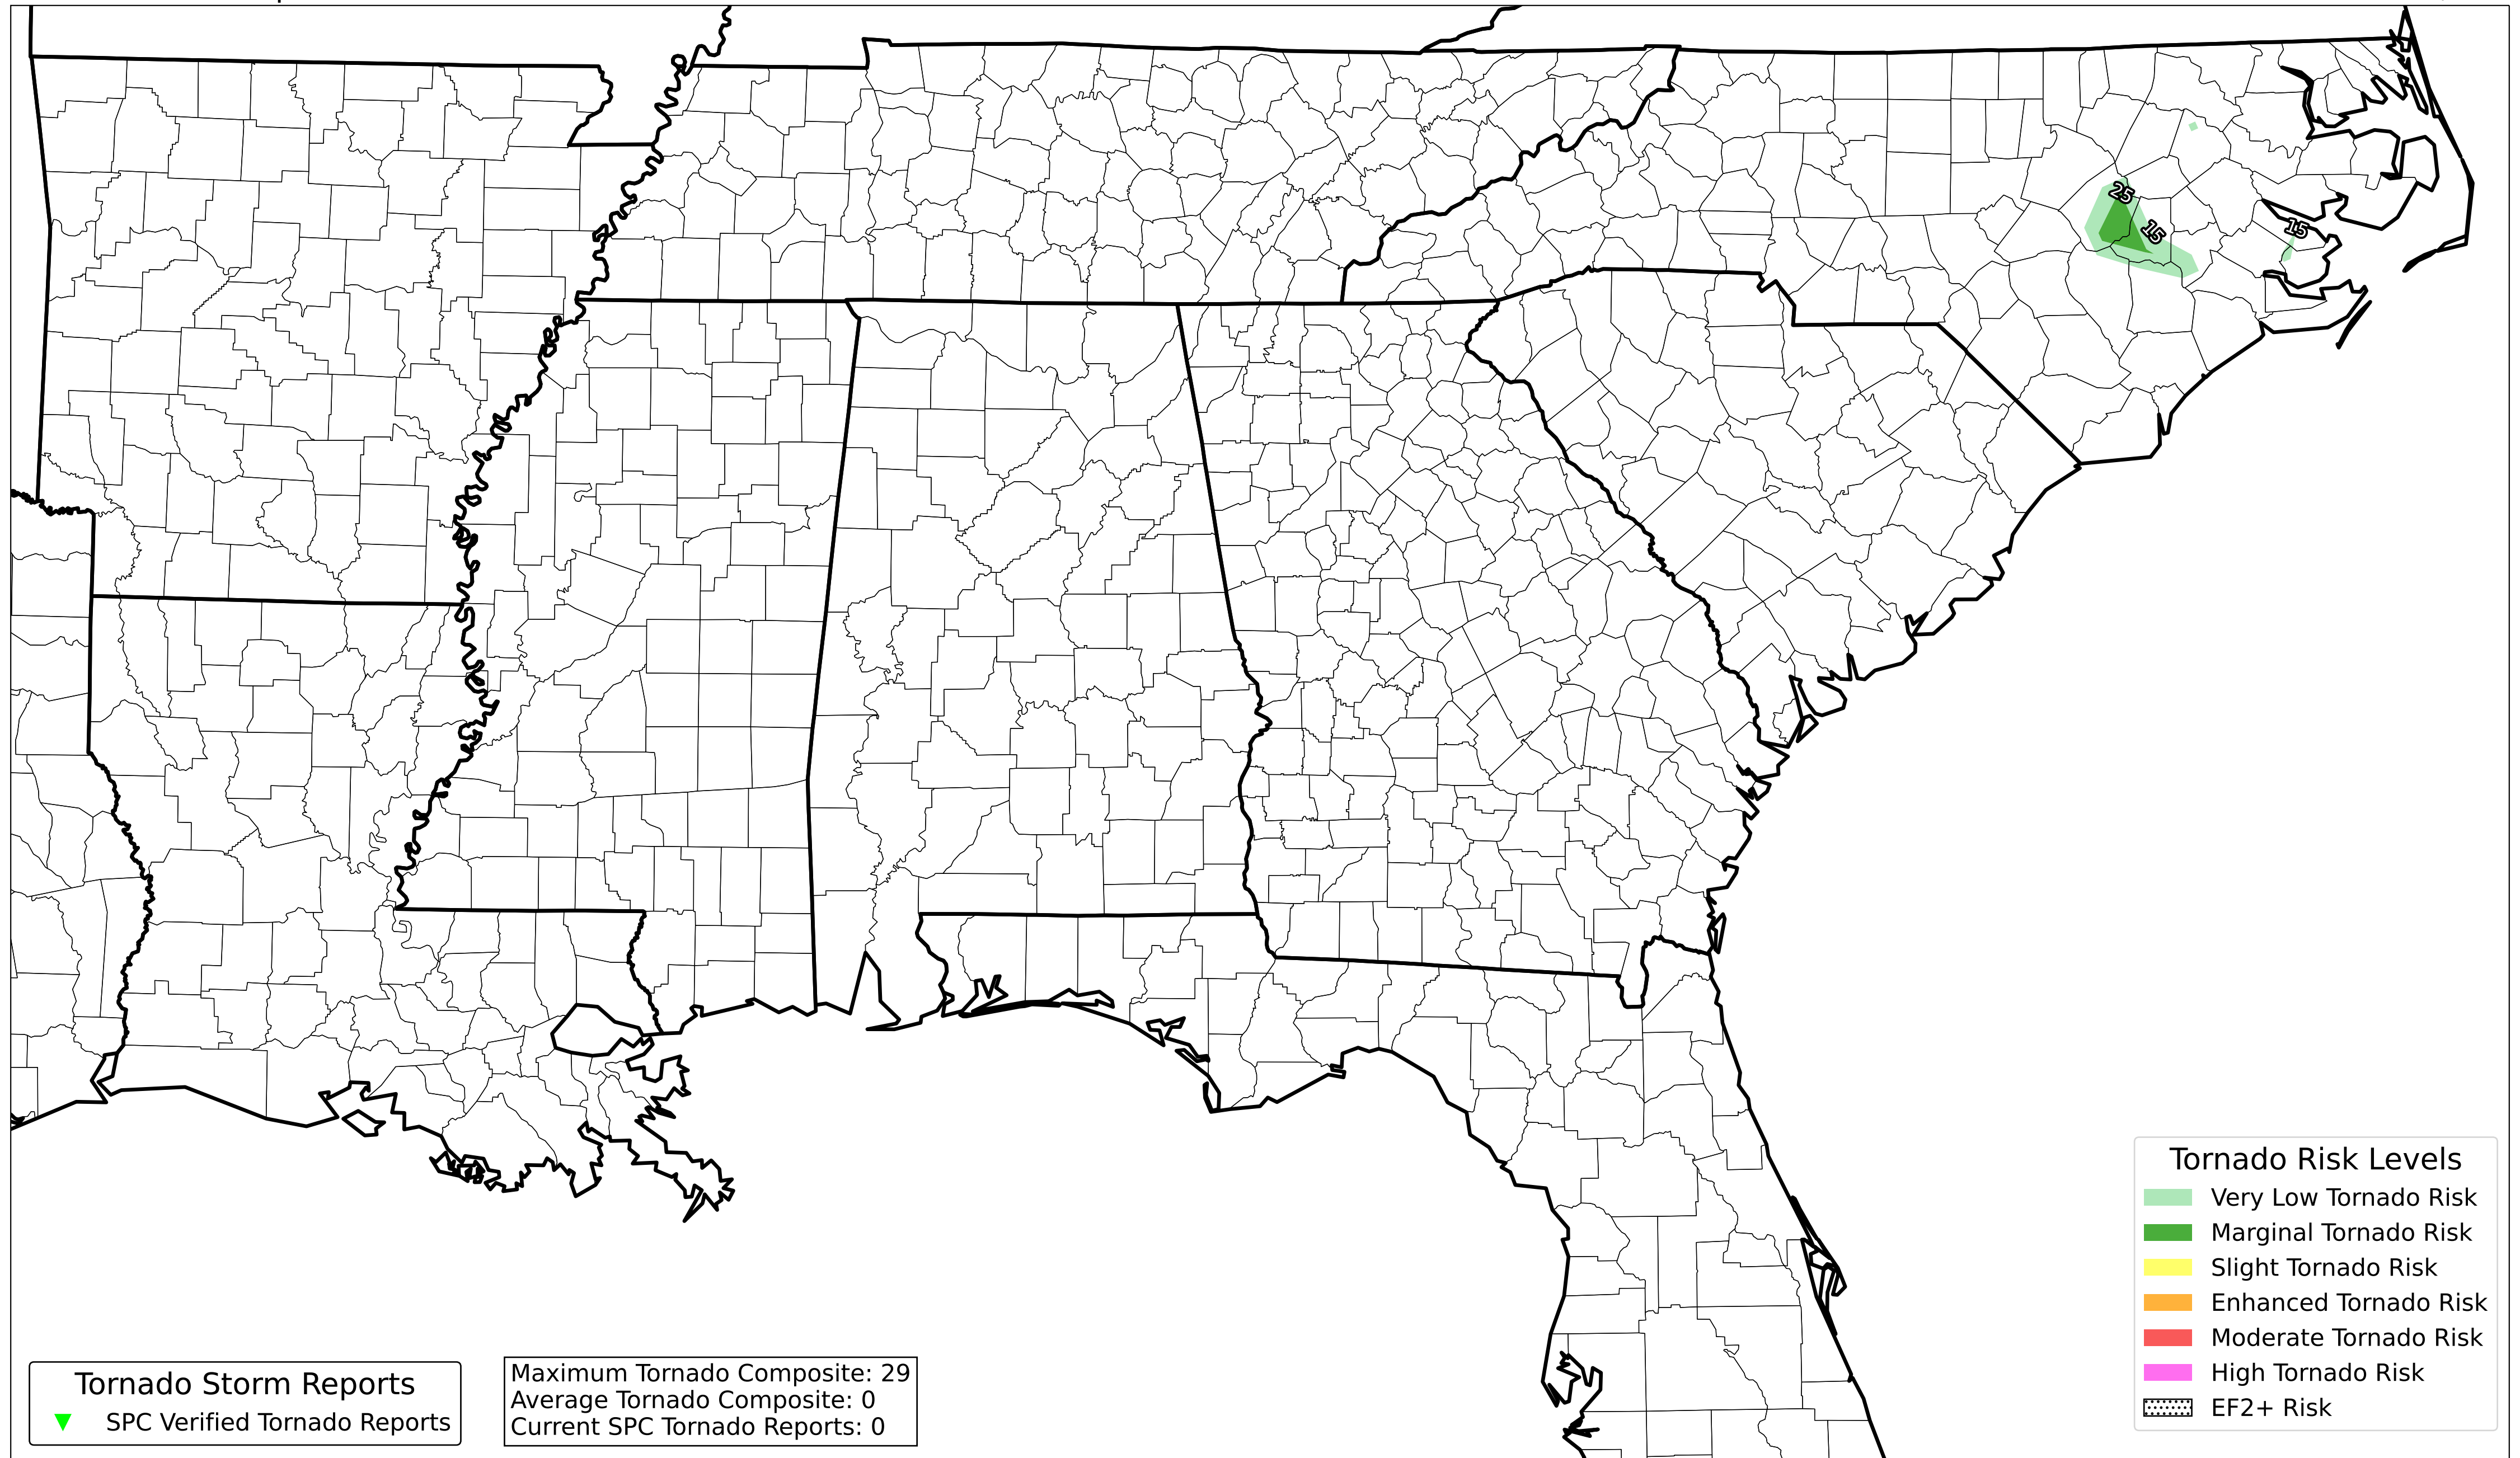 25
15
15
Tornado Risk Levels
Very Low Tornado Risk
Marginal Tornado Risk
Slight Tornado Risk
Enhanced Tornado Risk
Moderate Tornado Risk
High Tornado Risk
EF2+ Risk
Tornado Storm Reports
SPC Verified Tornado Reports
Maximum Tornado Composite: 29
Average Tornado Composite: 0
Current SPC Tornado Reports: 0